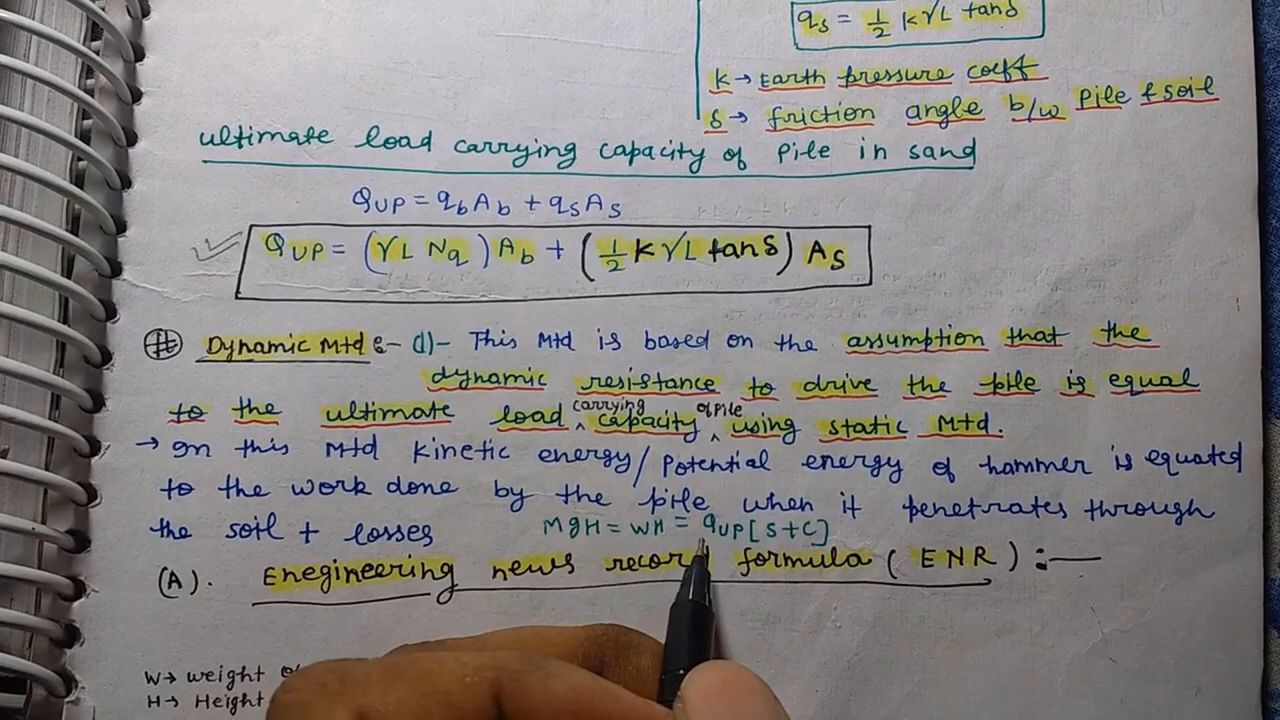 qs = 1/2 KγL tanδ
K → Earth pressure coeff
δ → friction angle b/w Pile & soil
ultimate load carrying capacity of Pile in sand
QUP = qbAb + qsAs
QUP = (γL Nq) Ab + (1/2 KγL tanδ) As
# Dynamic Mtd :- d)- This Mtd is based on the assumption that the
dynamic resistance to drive the pile is equal
to the ultimate load carrying capacity of Pile using static Mtd.
→ In this Mtd kinetic energy/Potential energy of hammer is equated
to the work done by the pile when it penetrates through
the soil + losses MgH = WH = qUP[S+C]
(A). Enegineering news record formula (ENR) :—
W → weight
H → Height